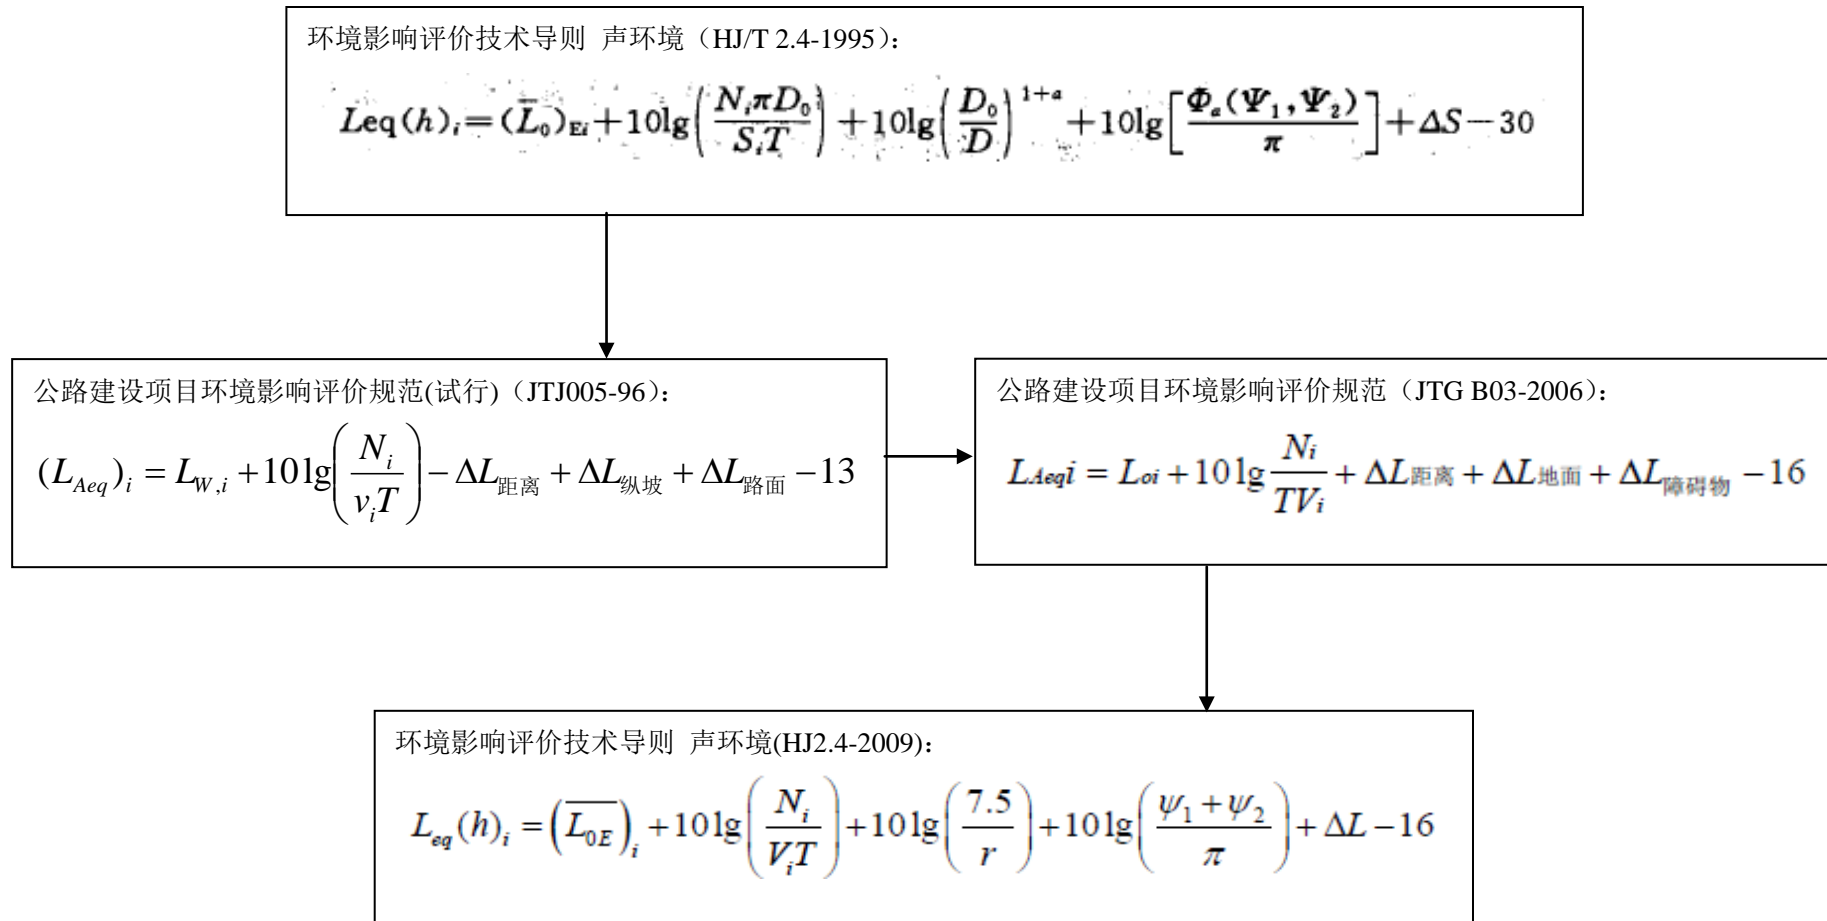 环境影响评价技术导则 声环境（HJ/T 2.4-1995）：
Leq(h)ᵢ=(L̄₀)Eᵢ+10lg(NᵢπD₀/SᵢT)+10lg(D₀/D)^(1+a)+10lg[Φₐ(Ψ₁,Ψ₂)/π]+ΔS−30
公路建设项目环境影响评价规范(试行)（JTJ005-96）：
(L_Aeq)ᵢ = L_W,i + 10lg(Nᵢ/vᵢT) − ΔL距离 + ΔL纵坡 + ΔL路面 −13
公路建设项目环境影响评价规范（JTG B03-2006）：
L_Aeq i = L_oi + 10lg Nᵢ/TVᵢ + ΔL距离 + ΔL地面 + ΔL障碍物 −16
环境影响评价技术导则 声环境(HJ2.4-2009)：
L_eq(h)ᵢ = (L̅₀E̅)ᵢ + 10lg(Nᵢ/VᵢT) + 10lg(7.5/r) + 10lg((ψ₁+ψ₂)/π) + ΔL −16